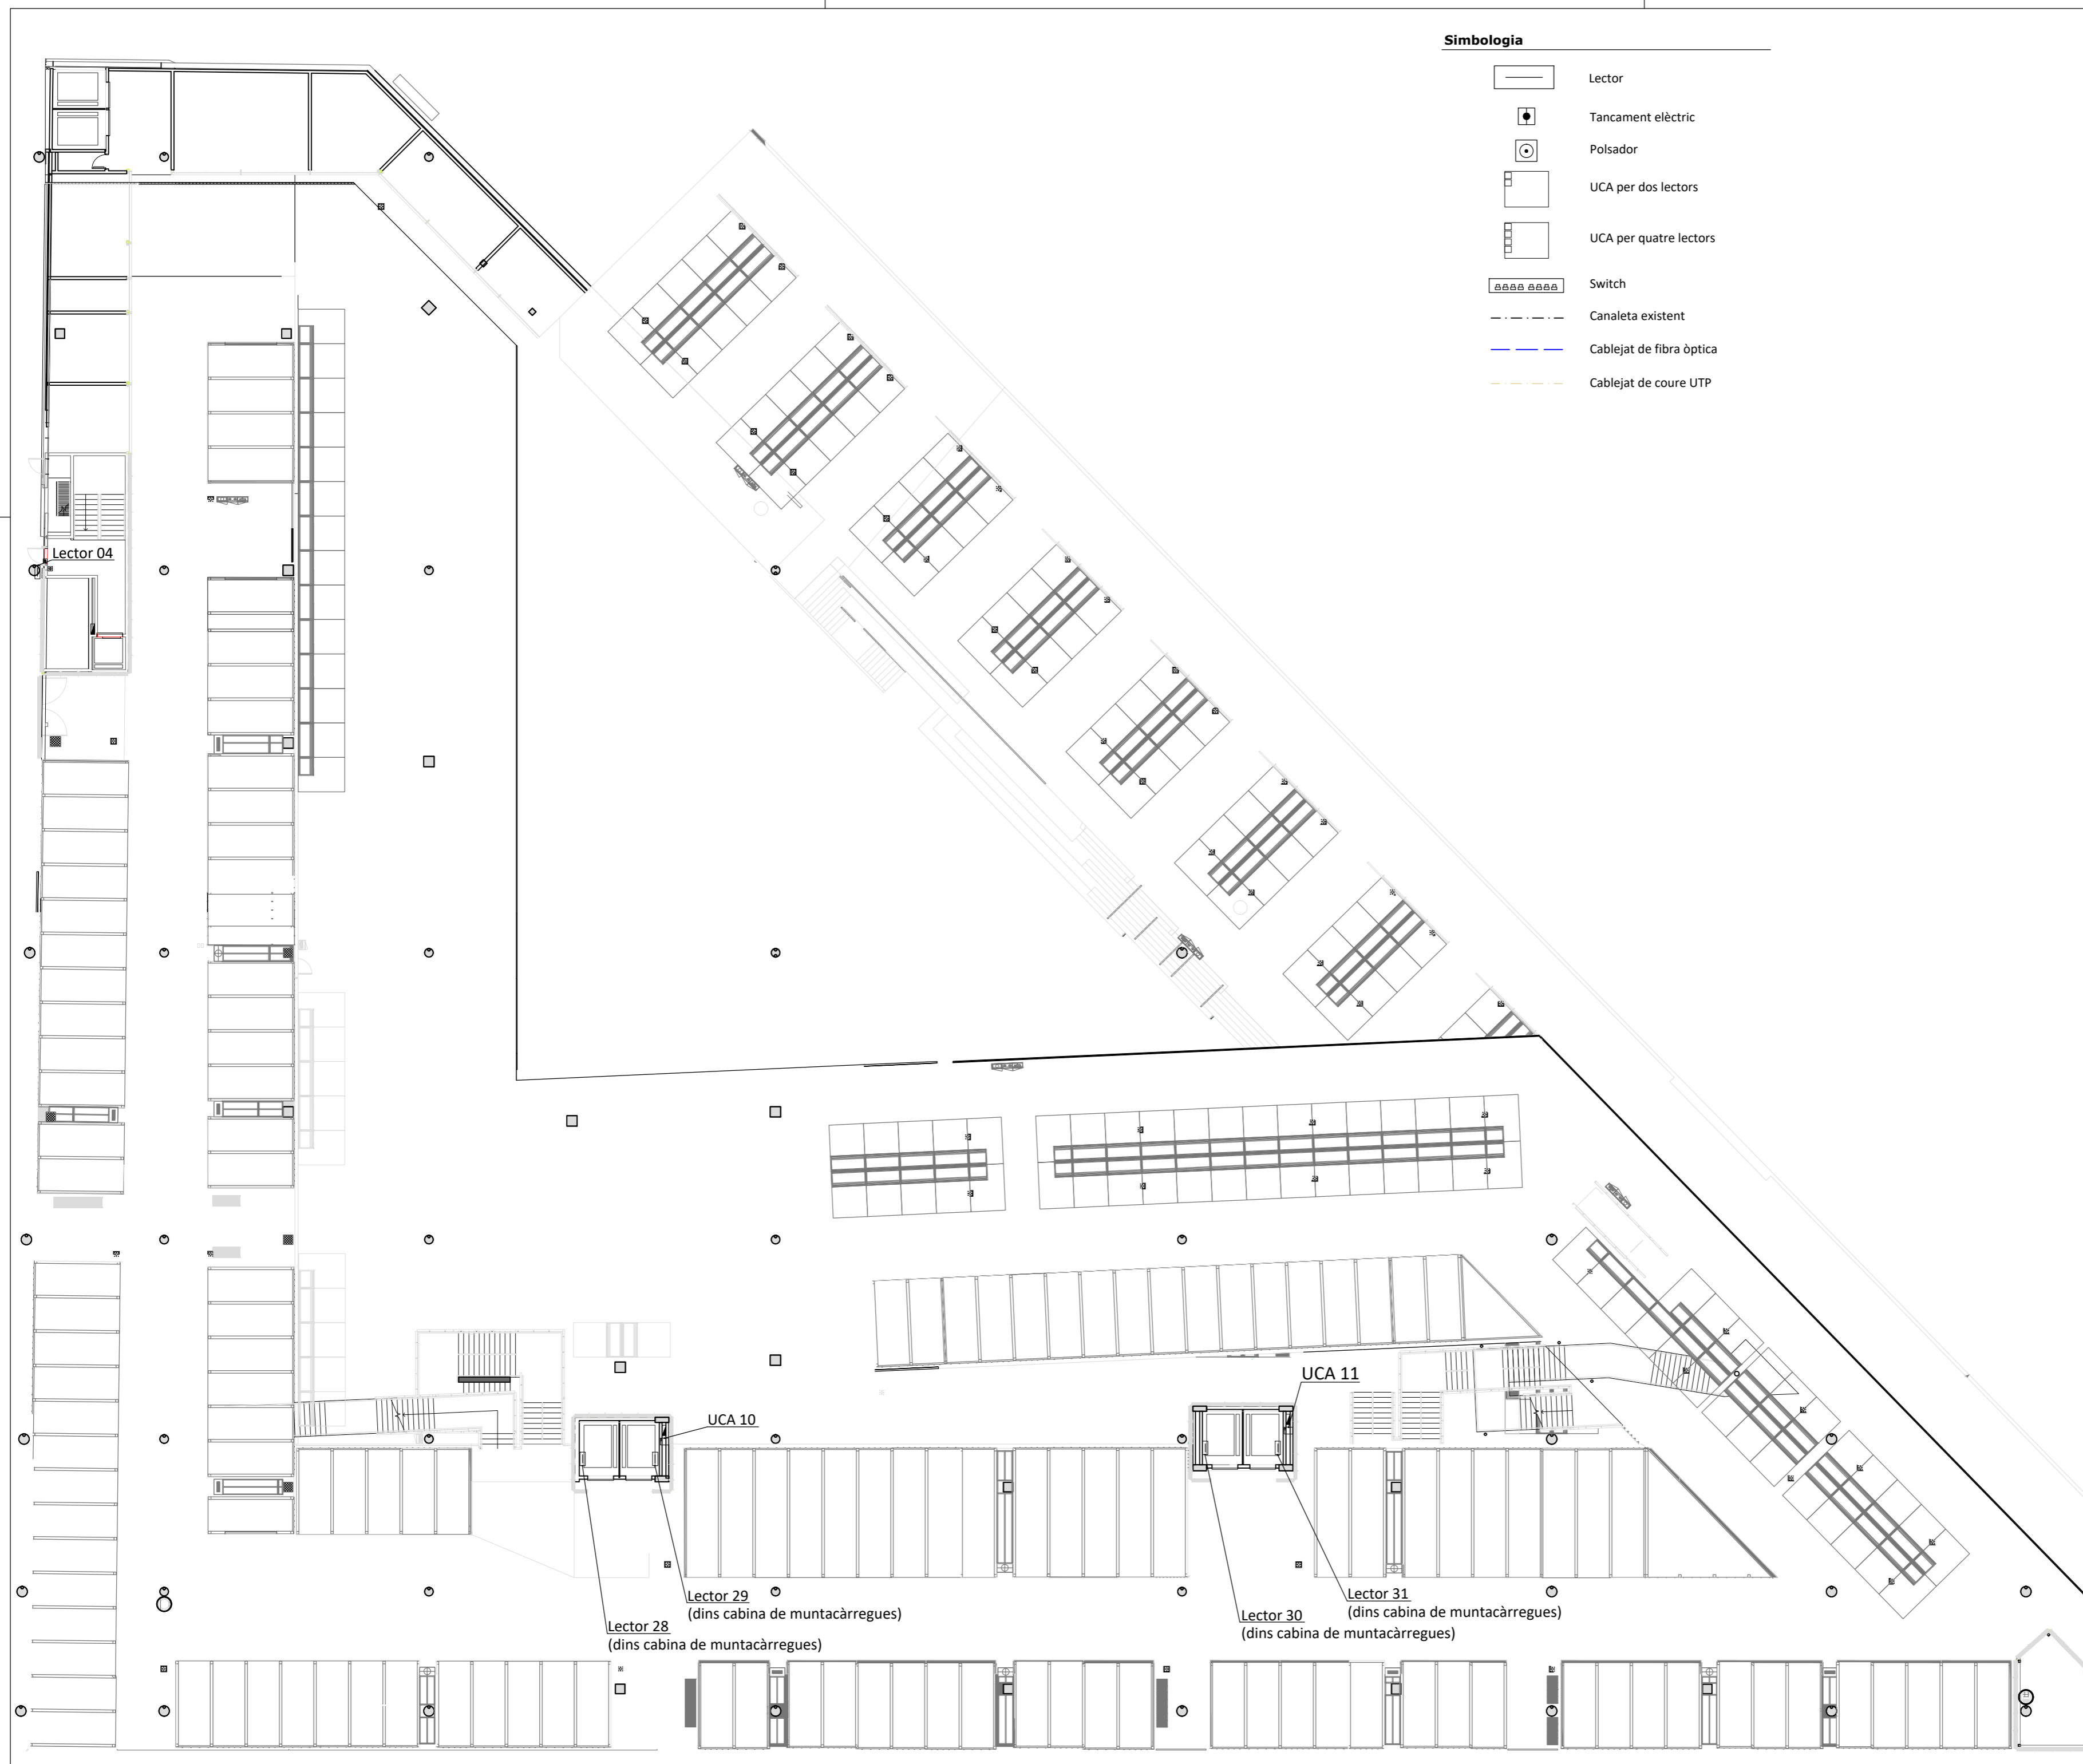 Simbologia
Lector
Tancament elèctric
Polsador
UCA per dos lectors
UCA per quatre lectors
Switch
Canaleta existent
Cablejat de fibra òptica
Cablejat de coure UTP
Lector 04
UCA 11
UCA 10
Lector 29
(dins cabina de muntacàrregues)
Lector 28
(dins cabina de muntacàrregues)
Lector 31
(dins cabina de muntacàrregues)
Lector 30
(dins cabina de muntacàrregues)